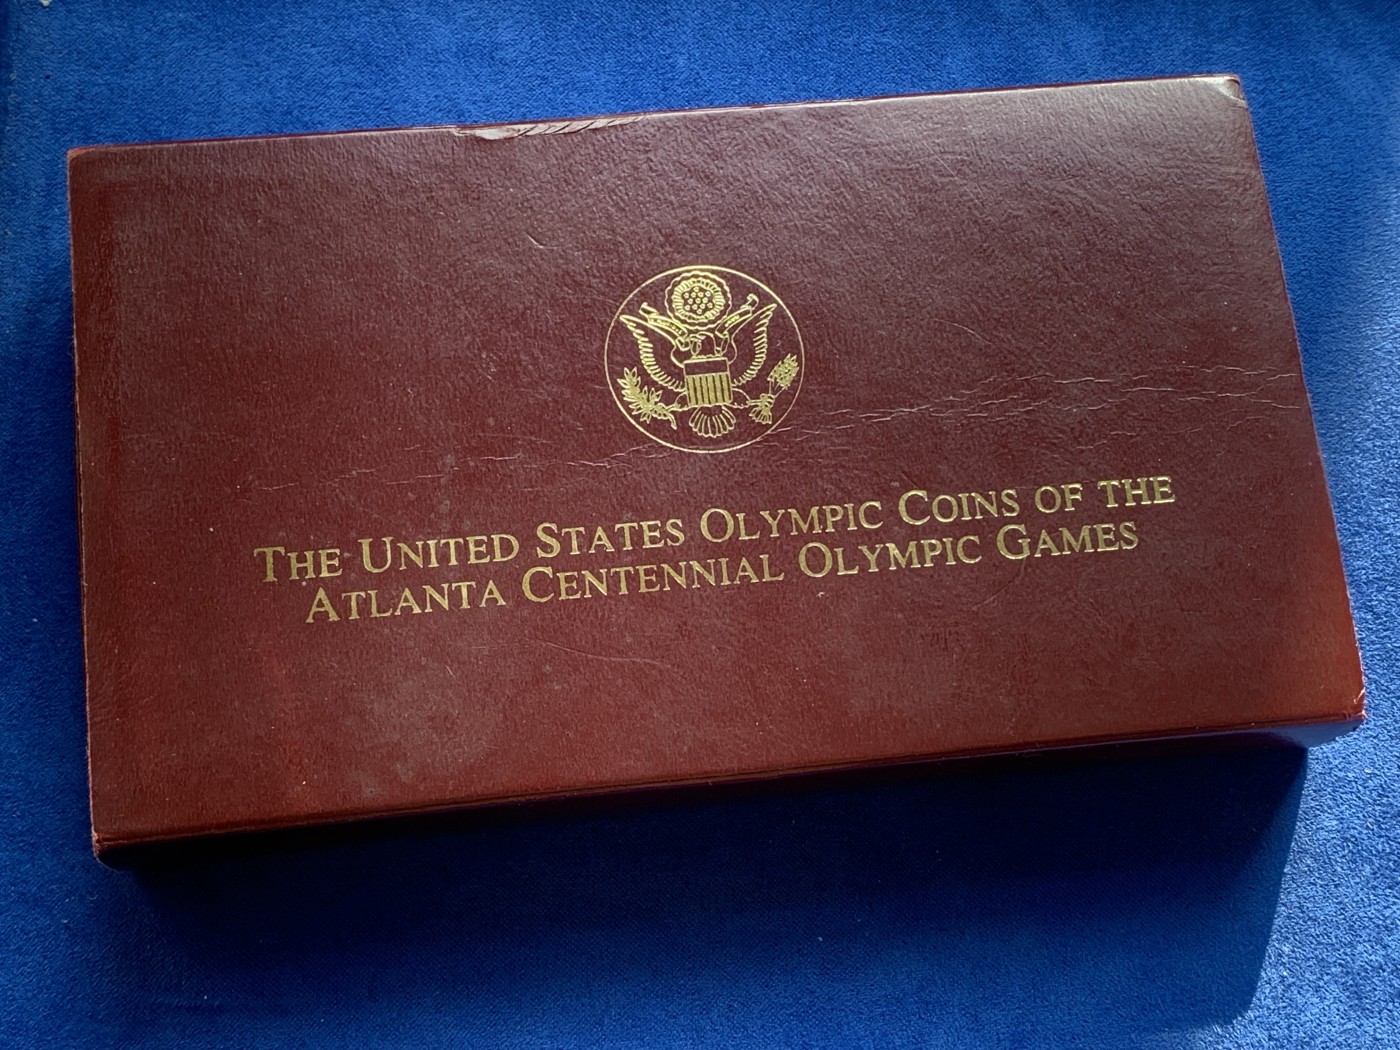 The United States Olympic Coins of the
Atlanta Centennial Olympic Games